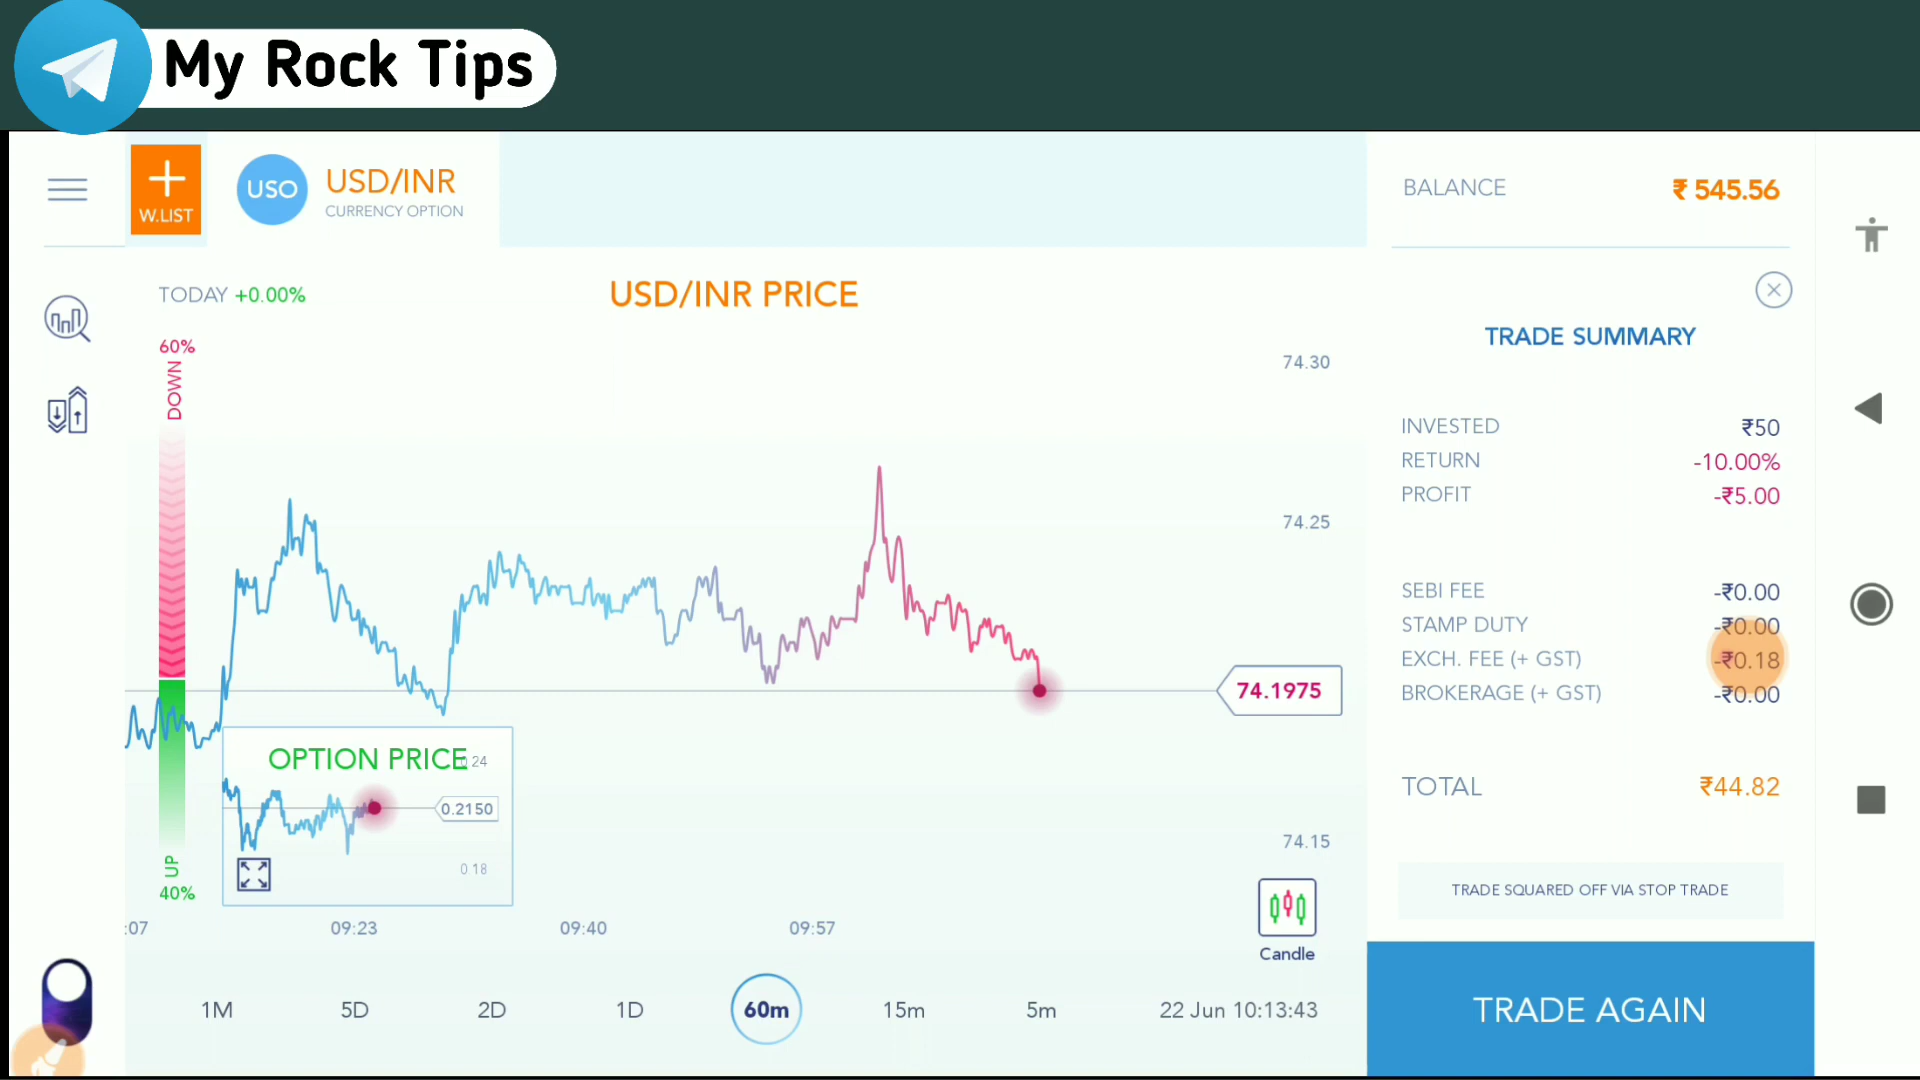 My Rock Tips
W.LIST
USO
USD/INR
CURRENCY OPTION
BALANCE ₹ 545.56
TODAY +0.00%
USD/INR PRICE
60%
DOWN
UP
40%
74.30
74.25
74.1975
74.15
OPTION PRICE
0.24
0.2150
0.18
:07 09:23 09:40 09:57
Candle
1M 5D 2D 1D 60m 15m 5m 22 Jun 10:13:43
TRADE SUMMARY
INVESTED ₹50
RETURN -10.00%
PROFIT -₹5.00
SEBI FEE -₹0.00
STAMP DUTY -₹0.00
EXCH. FEE (+ GST) -₹0.18
BROKERAGE (+ GST) -₹0.00
TOTAL ₹44.82
TRADE SQUARED OFF VIA STOP TRADE
TRADE AGAIN